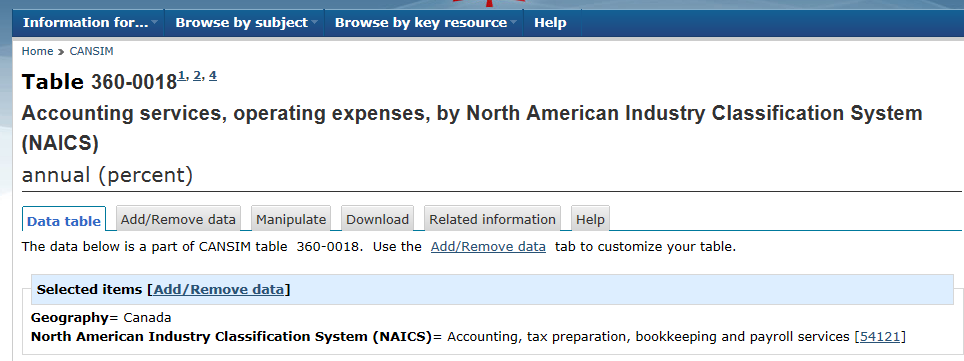 Information for... Browse by subject Browse by key resource Help
Home » CANSIM
Table 360-0018 1, 2, 4
Accounting services, operating expenses, by North American Industry Classification System
(NAICS)
annual (percent)
Data table Add/Remove data Manipulate Download Related information Help
The data below is a part of CANSIM table 360-0018. Use the Add/Remove data tab to customize your table.
Selected items [Add/Remove data]
Geography= Canada
North American Industry Classification System (NAICS)= Accounting, tax preparation, bookkeeping and payroll services [54121]